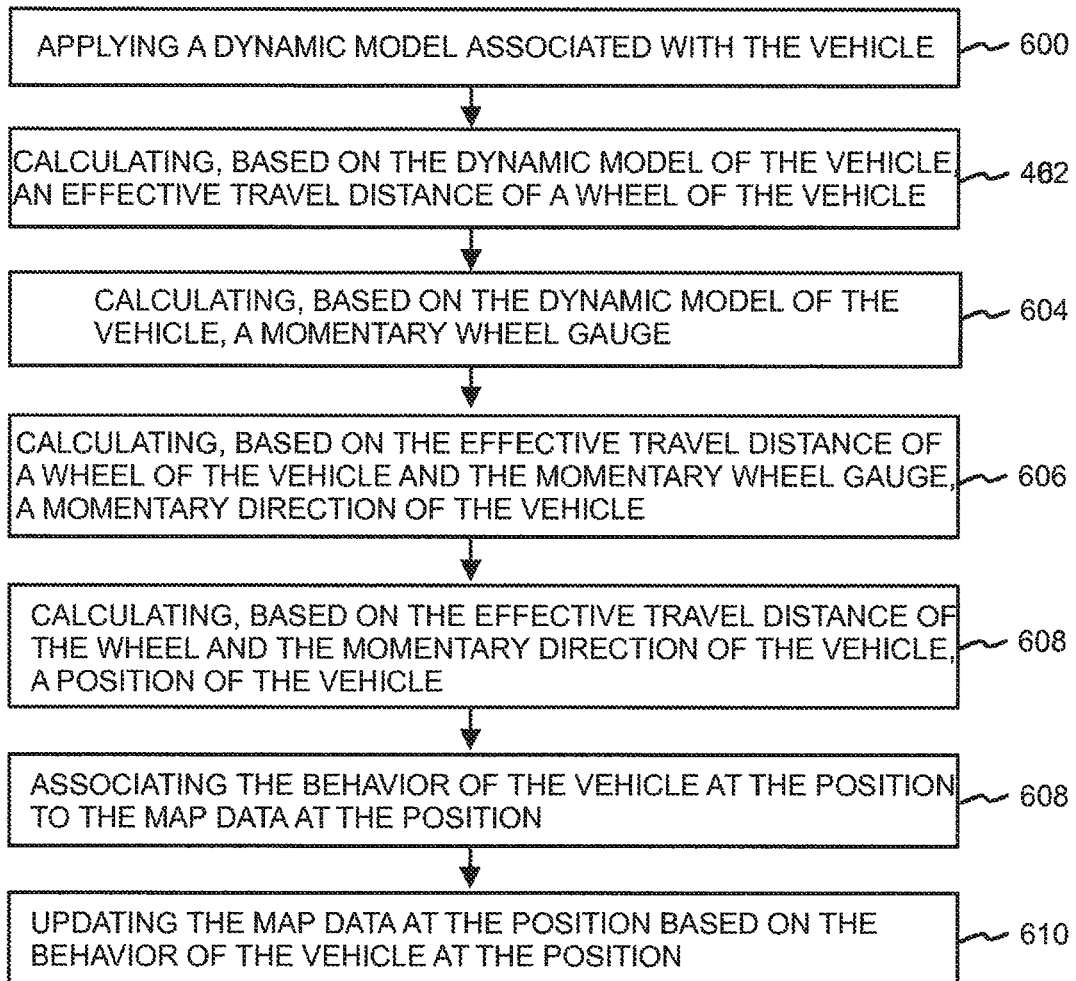 APPLYING A DYNAMIC MODEL ASSOCIATED WITH THE VEHICLE
600
CALCULATING, BASED ON THE DYNAMIC MODEL OF THE VEHICLE,
AN EFFECTIVE TRAVEL DISTANCE OF A WHEEL OF THE VEHICLE
462
CALCULATING, BASED ON THE DYNAMIC MODEL OF THE
VEHICLE, A MOMENTARY WHEEL GAUGE
604
CALCULATING, BASED ON THE EFFECTIVE TRAVEL DISTANCE OF
A WHEEL OF THE VEHICLE AND THE MOMENTARY WHEEL GAUGE,
A MOMENTARY DIRECTION OF THE VEHICLE
606
CALCULATING, BASED ON THE EFFECTIVE TRAVEL DISTANCE OF
THE WHEEL AND THE MOMENTARY DIRECTION OF THE VEHICLE,
A POSITION OF THE VEHICLE
608
ASSOCIATING THE BEHAVIOR OF THE VEHICLE AT THE POSITION
TO THE MAP DATA AT THE POSITION
608
UPDATING THE MAP DATA AT THE POSITION BASED ON THE
BEHAVIOR OF THE VEHICLE AT THE POSITION
610